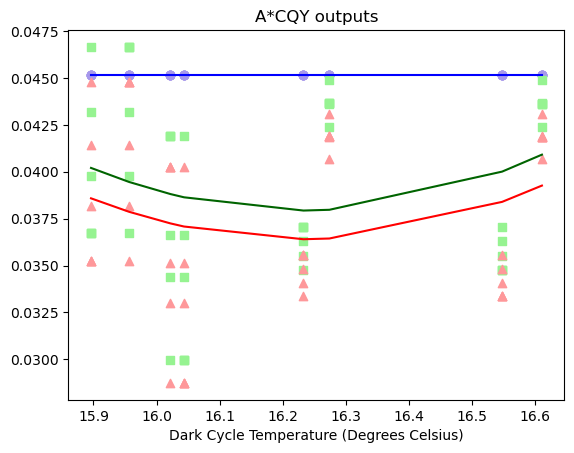 A*CQY outputs
0.0475
0.0450
0.0425
0.0400
0.0375
0.0350
0.0325
0.0300
15.9 16.0 16.1 16.2 16.3 16.4 16.5 16.6
Dark Cycle Temperature (Degrees Celsius)